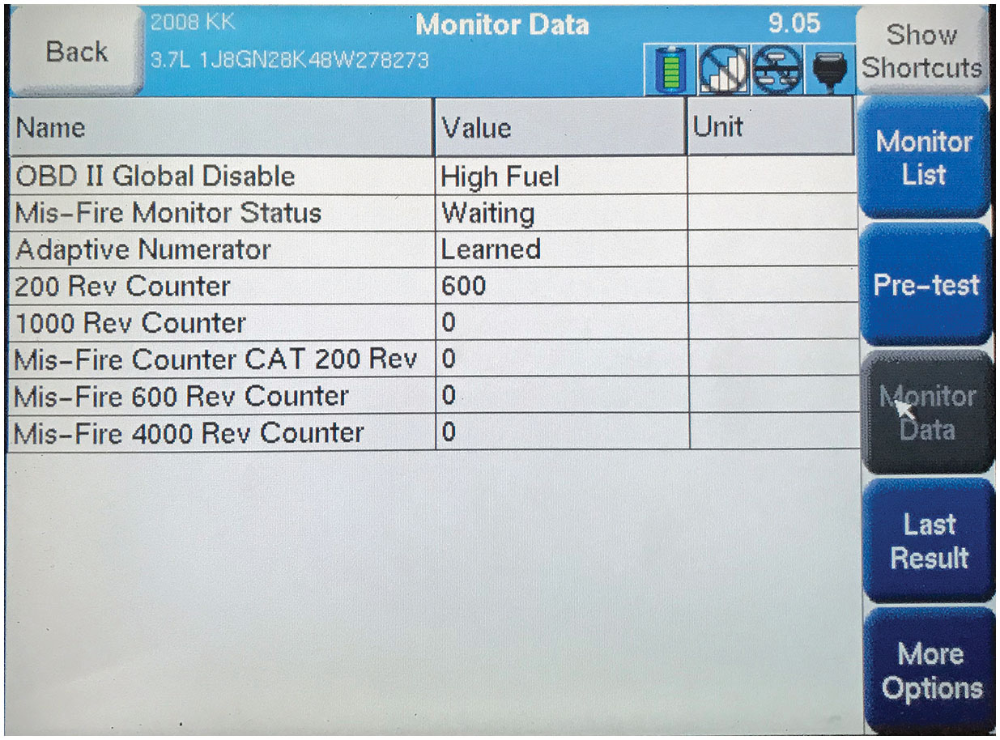 Back
2008 KK
Monitor Data
9.05
Show
Shortcuts
3.7L 1J8GN28K48W278273
Name Value Unit
OBD II Global Disable High Fuel
Mis-Fire Monitor Status Waiting
Adaptive Numerator Learned
200 Rev Counter 600
1000 Rev Counter 0
Mis-Fire Counter CAT 200 Rev 0
Mis-Fire 600 Rev Counter 0
Mis-Fire 4000 Rev Counter 0
Monitor
List
Pre-test
Monitor
Data
Last
Result
More
Options